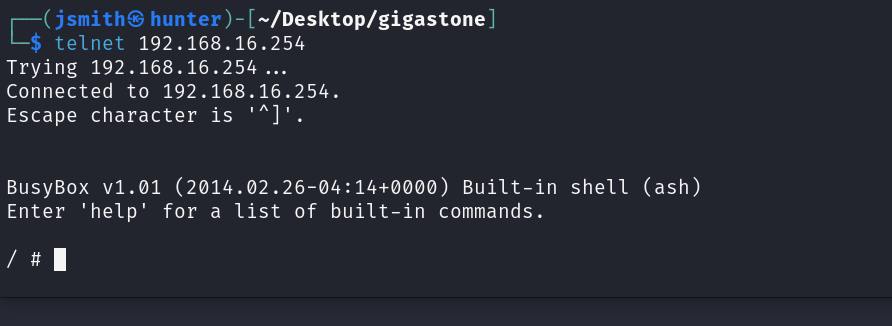 ┌──(jsmith㉿hunter)-[~/Desktop/gigastone]
└─$ telnet 192.168.16.254
Trying 192.168.16.254...
Connected to 192.168.16.254.
Escape character is '^]'.
BusyBox v1.01 (2014.02.26-04:14+0000) Built-in shell (ash)
Enter 'help' for a list of built-in commands.
/ #